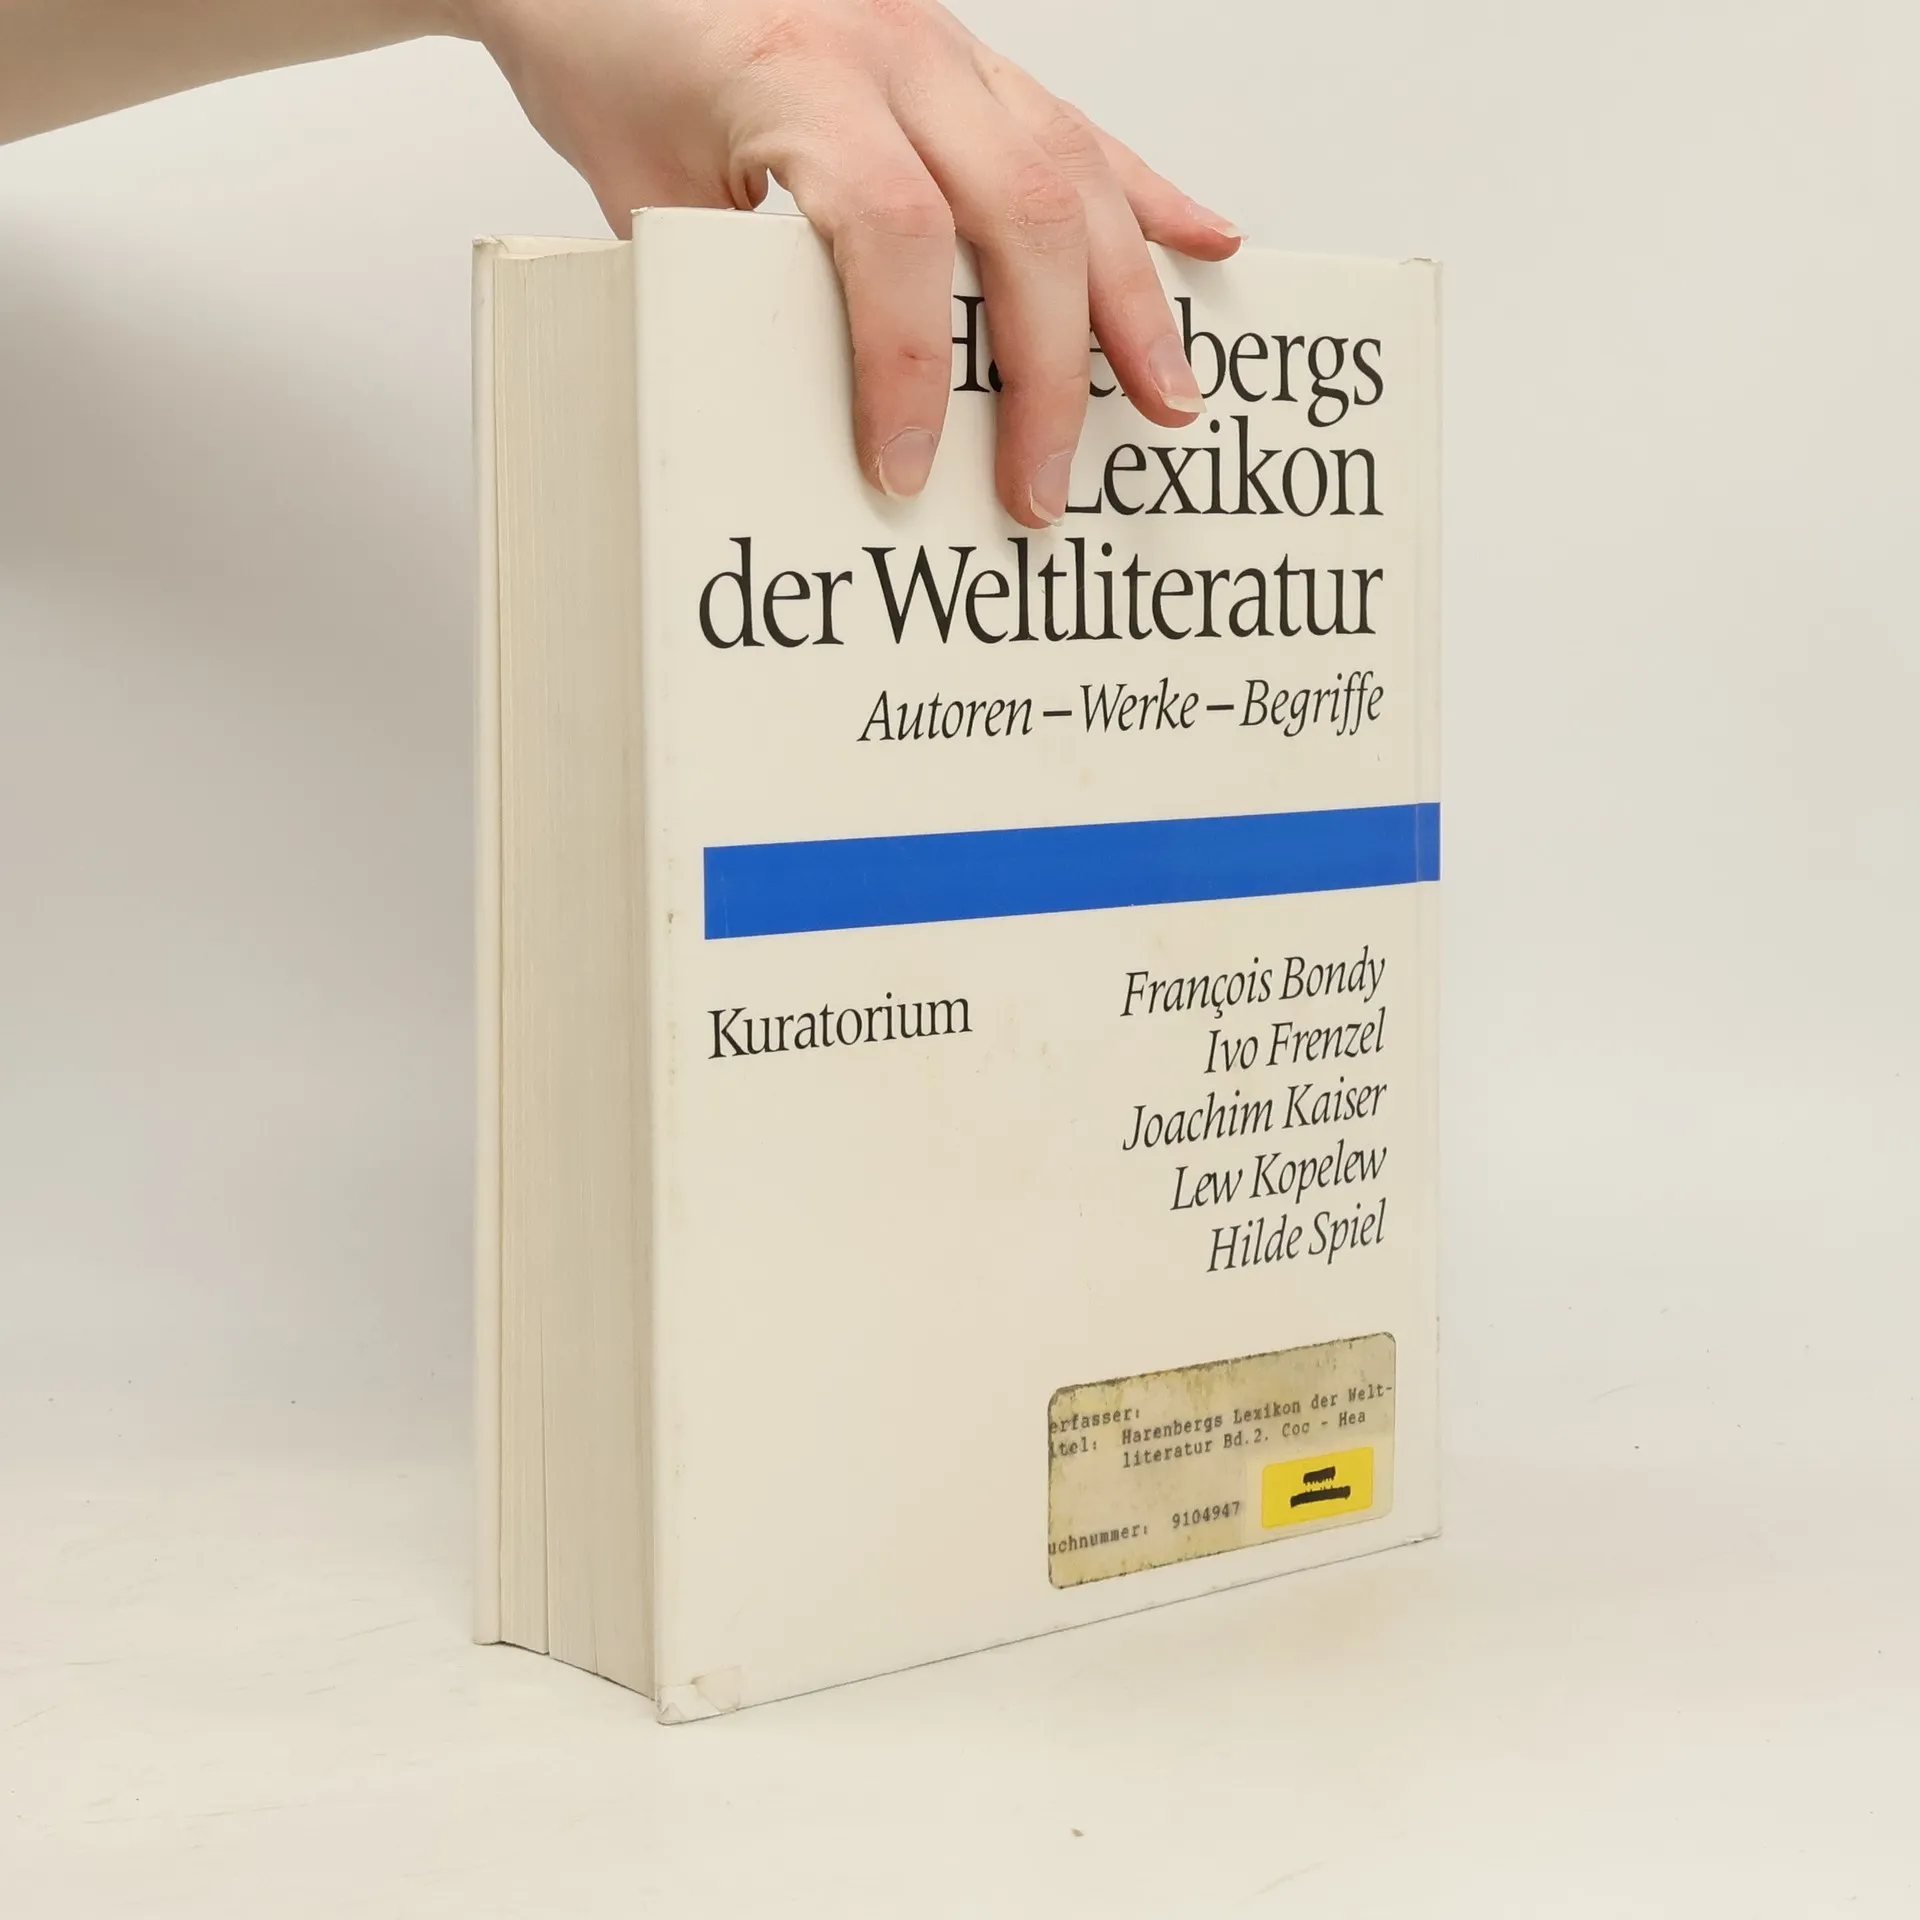 Harenbergs
Lexikon
der Weltliteratur
Autoren – Werke – Begriffe
Kuratorium
François Bondy
Ivo Frenzel
Joachim Kaiser
Lew Kopelew
Hilde Spiel
erfasser:
itel: Harenbergs Lexikon der Welt-
literatur Bd.2. Coc - Hea
uchnummer: 9104947